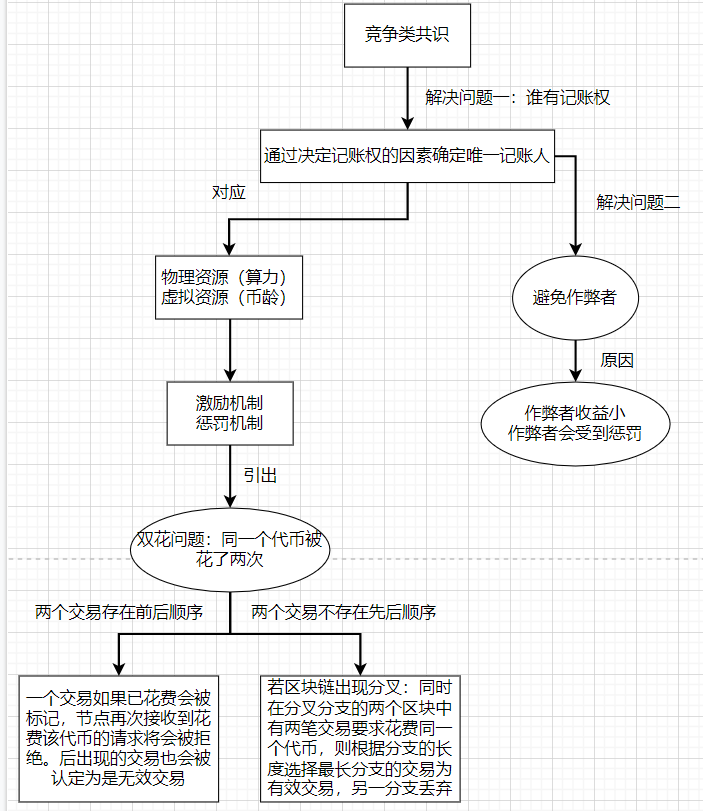 竞争类共识
解决问题一：谁有记账权
通过决定记账权的因素确定唯一记账人
对应
解决问题二
物理资源（算力）
虚拟资源（币龄）
避免作弊者
原因
激励机制
惩罚机制
作弊者收益小
作弊者会受到惩罚
引出
双花问题：同一个代币被
花了两次
两个交易存在前后顺序
两个交易不存在先后顺序
一个交易如果已花费会被
标记，节点再次接收到花
费该代币的请求将会被拒
绝。后出现的交易也会被
认定为是无效交易
若区块链出现分叉：同时
在分叉分支的两个区块中
有两笔交易要求花费同一
个代币，则根据分支的长
度选择最长分支的交易为
有效交易，另一分支丢弃